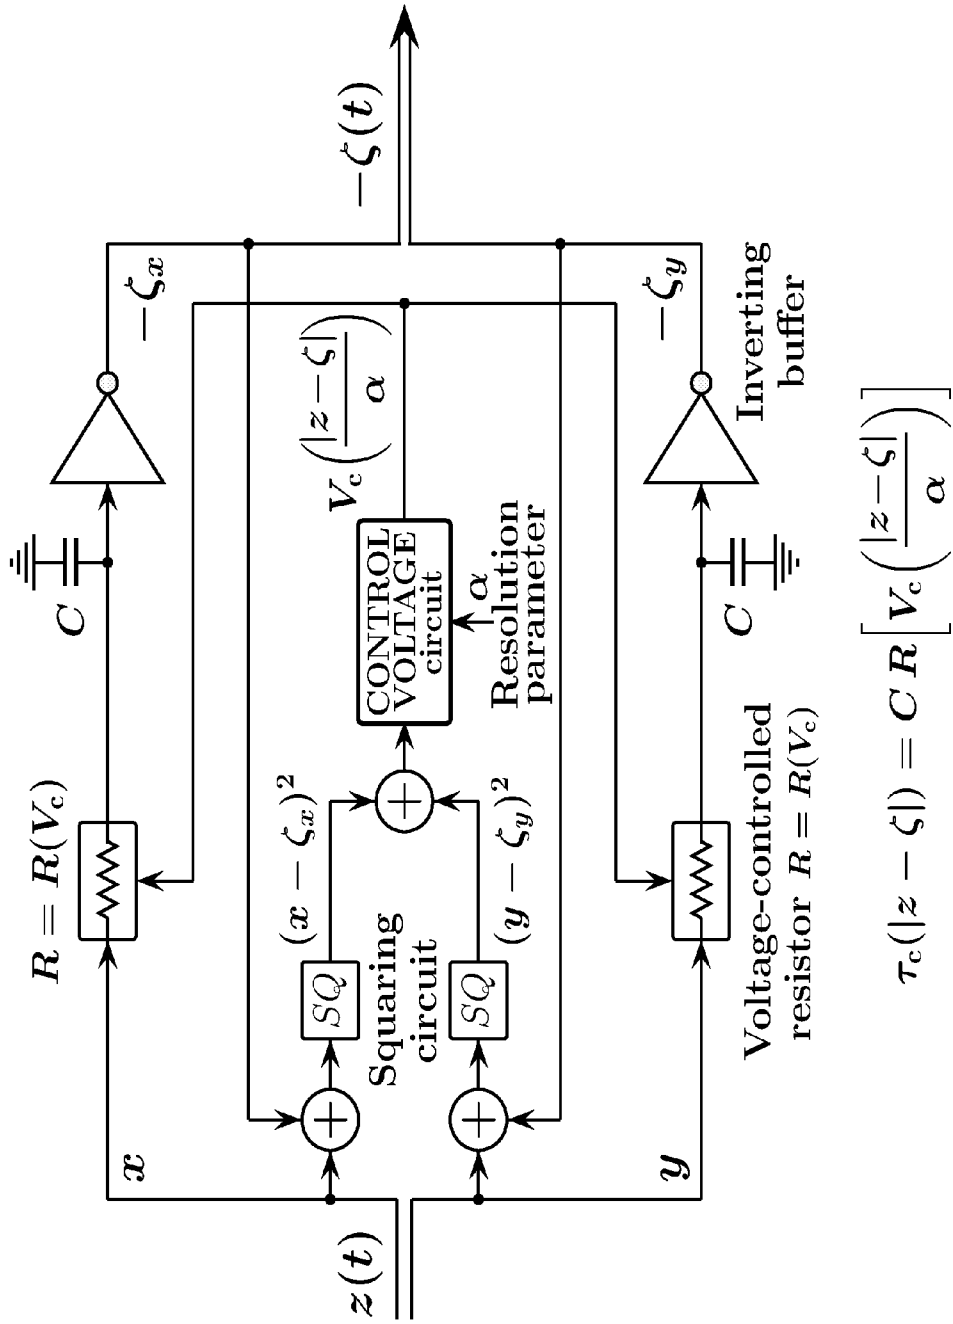 z(t)
x
y
R = R(V_c)
C
−ζ_x
+
SQ
(x − ζ_x)^2
Squaring
circuit
+
SQ
(y − ζ_y)^2
+
CONTROL
VOLTAGE
circuit
α
Resolution
parameter
V_c(|z−ζ|/α)
−ζ(t)
C
−ζ_y
Inverting
buffer
Voltage-controlled
resistor R = R(V_c)
τ_c(|z − ζ|) = C R [V_c(|z−ζ|/α)]